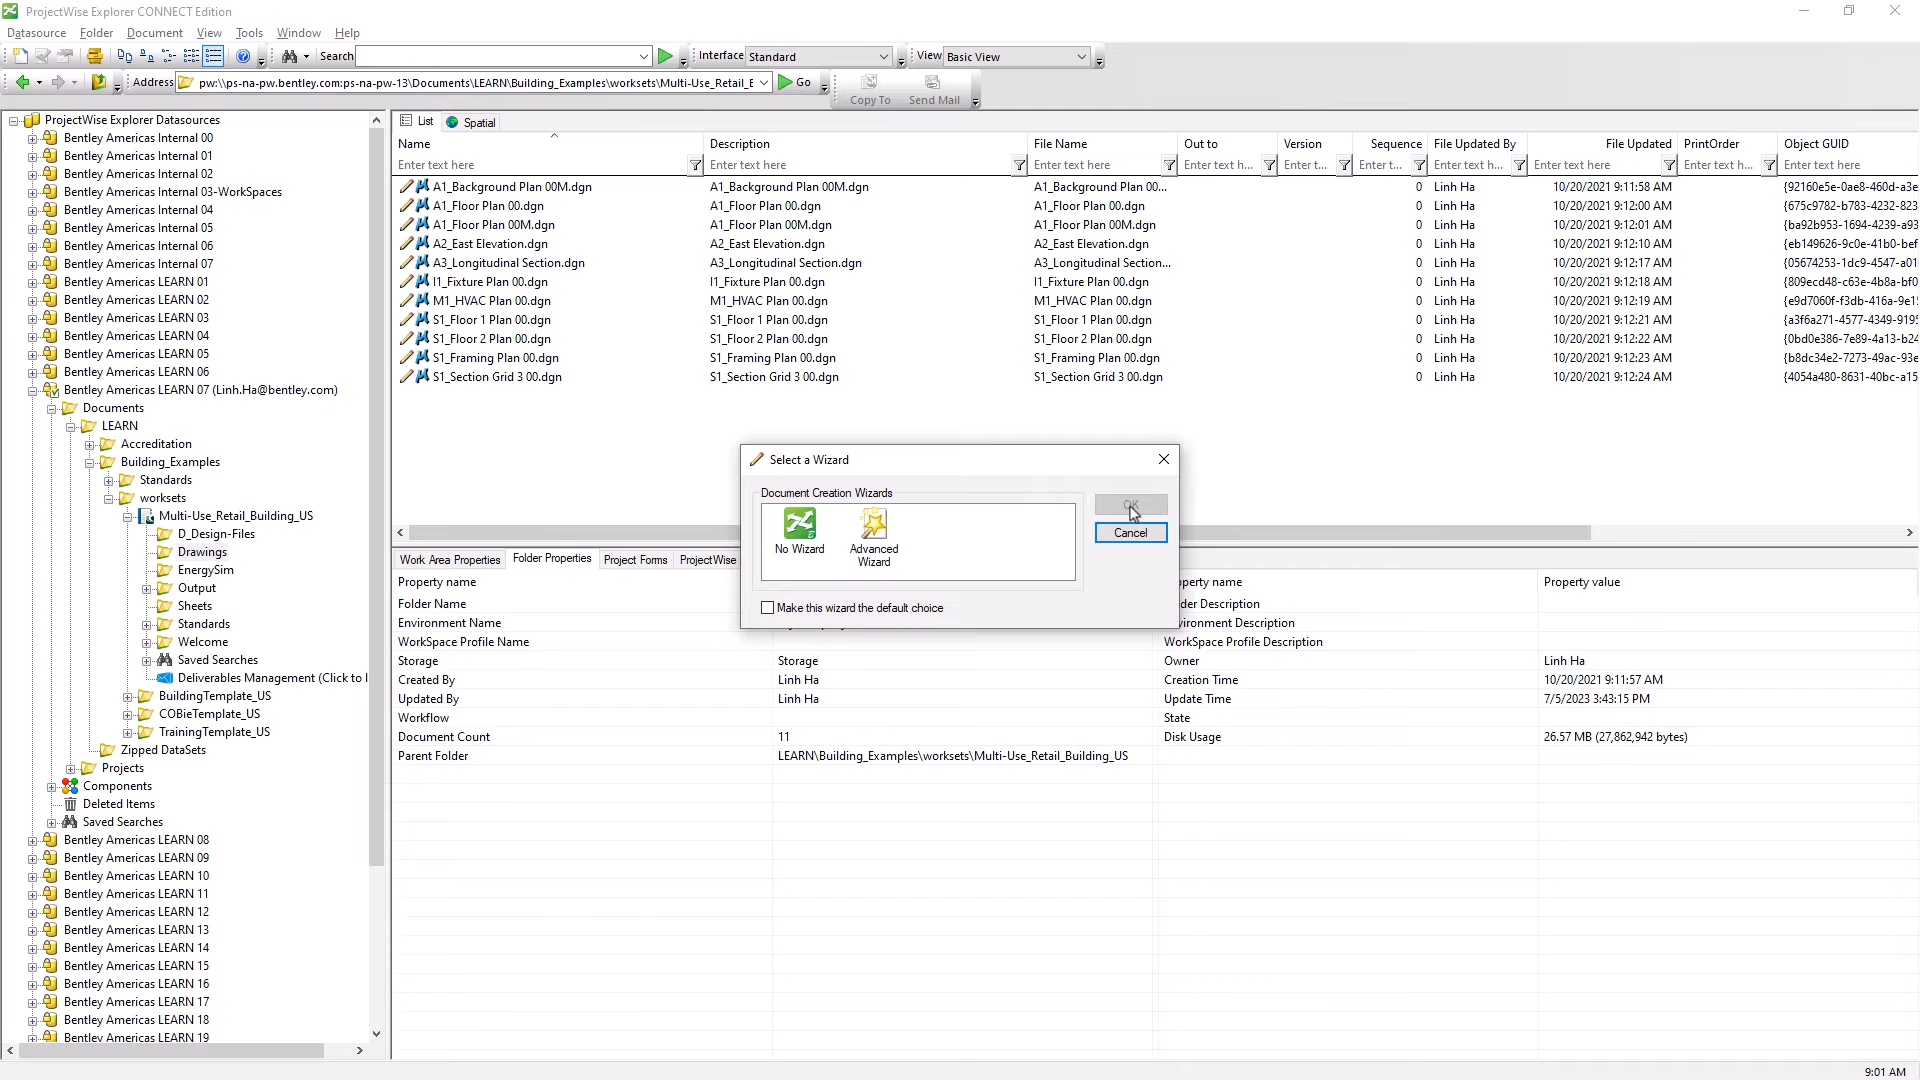 ProjectWise Explorer CONNECT Edition
Datasource Folder Document View Tools Window Help
Search Interface Standard View Basic View
Address pw:\\ps-na-pw.bentley.com:ps-na-pw-13\Documents\LEARN\Building_Examples\worksets\Multi-Use_Retail_E Go Copy To Send Mail
ProjectWise Explorer Datasources
Bentley Americas Internal 00
Bentley Americas Internal 01
Bentley Americas Internal 02
Bentley Americas Internal 03-WorkSpaces
Bentley Americas Internal 04
Bentley Americas Internal 05
Bentley Americas Internal 06
Bentley Americas Internal 07
Bentley Americas LEARN 01
Bentley Americas LEARN 02
Bentley Americas LEARN 03
Bentley Americas LEARN 04
Bentley Americas LEARN 05
Bentley Americas LEARN 06
Bentley Americas LEARN 07 (Linh.Ha@bentley.com)
Documents
LEARN
Accreditation
Building_Examples
Standards
worksets
Multi-Use_Retail_Building_US
D_Design-Files
Drawings
EnergySim
Output
Sheets
Standards
Welcome
Saved Searches
Deliverables Management (Click to l
BuildingTemplate_US
COBieTemplate_US
TrainingTemplate_US
Zipped DataSets
Projects
Components
Deleted Items
Saved Searches
Bentley Americas LEARN 08
Bentley Americas LEARN 09
Bentley Americas LEARN 10
Bentley Americas LEARN 11
Bentley Americas LEARN 12
Bentley Americas LEARN 13
Bentley Americas LEARN 14
Bentley Americas LEARN 15
Bentley Americas LEARN 16
Bentley Americas LEARN 17
Bentley Americas LEARN 18
Bentley Americas LEARN 19
List Spatial
Name Description File Name Out to Version Sequence File Updated By File Updated PrintOrder Object GUID
Enter text here Enter text here Enter text here Enter text h... Enter t... Enter t... Enter text h... Enter text here Enter text h... Enter text here
A1_Background Plan 00M.dgn A1_Background Plan 00M.dgn A1_Background Plan 00... 0 Linh Ha 10/20/2021 9:11:58 AM {92160e5e-0ae8-460d-a3e
A1_Floor Plan 00.dgn A1_Floor Plan 00.dgn A1_Floor Plan 00.dgn 0 Linh Ha 10/20/2021 9:12:00 AM {675c9782-b783-4232-823
A1_Floor Plan 00M.dgn A1_Floor Plan 00M.dgn A1_Floor Plan 00M.dgn 0 Linh Ha 10/20/2021 9:12:01 AM {ba92b953-1694-4239-a93
A2_East Elevation.dgn A2_East Elevation.dgn A2_East Elevation.dgn 0 Linh Ha 10/20/2021 9:12:10 AM {eb149626-9c0e-41b0-bef
A3_Longitudinal Section.dgn A3_Longitudinal Section.dgn A3_Longitudinal Section... 0 Linh Ha 10/20/2021 9:12:17 AM {05674253-1dc9-4547-a01
I1_Fixture Plan 00.dgn I1_Fixture Plan 00.dgn I1_Fixture Plan 00.dgn 0 Linh Ha 10/20/2021 9:12:18 AM {809ecd48-c63e-4b8a-bf0
M1_HVAC Plan 00.dgn M1_HVAC Plan 00.dgn M1_HVAC Plan 00.dgn 0 Linh Ha 10/20/2021 9:12:19 AM {e9d7060f-f3db-416a-9e1
S1_Floor 1 Plan 00.dgn S1_Floor 1 Plan 00.dgn S1_Floor 1 Plan 00.dgn 0 Linh Ha 10/20/2021 9:12:21 AM {a3f6a271-4577-4349-919
S1_Floor 2 Plan 00.dgn S1_Floor 2 Plan 00.dgn S1_Floor 2 Plan 00.dgn 0 Linh Ha 10/20/2021 9:12:22 AM {0bd0e386-7e89-4a13-b24
S1_Framing Plan 00.dgn S1_Framing Plan 00.dgn S1_Framing Plan 00.dgn 0 Linh Ha 10/20/2021 9:12:23 AM {b8dc34e2-7273-49ac-93e
S1_Section Grid 3 00.dgn S1_Section Grid 3 00.dgn S1_Section Grid 3 00.dgn 0 Linh Ha 10/20/2021 9:12:24 AM {4054a480-8631-40bc-a15
Select a Wizard
Document Creation Wizards
No Wizard
Advanced Wizard
OK
Cancel
Make this wizard the default choice
Work Area Properties Folder Properties Project Forms ProjectWise
Property name perty name Property value
Folder Name der Description
Environment Name vironment Description
WorkSpace Profile Name WorkSpace Profile Description
Storage Storage Owner Linh Ha
Created By Linh Ha Creation Time 10/20/2021 9:11:57 AM
Updated By Linh Ha Update Time 7/5/2023 3:43:15 PM
Workflow State
Document Count 11 Disk Usage 26.57 MB (27,862,942 bytes)
Parent Folder LEARN\Building_Examples\worksets\Multi-Use_Retail_Building_US
9:01 AM